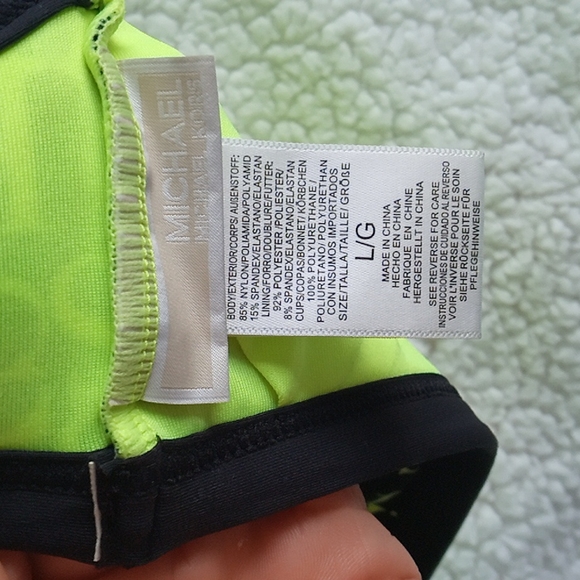 MICHAEL
MICHAEL KORS
BODY/EXTERIOR/CORPS/ AUßENSTOFF:
85% NYLON/POLIAMIDA/POLYAMID
15% SPANDEX/ELASTANO/ELASTAN
LINING/FORRO/DOUBLURE/FUTTER:
92% POLYESTER /POLIESTER/
8% SPANDEX/ELASTANO/ELASTAN
CUPS/COPAS/BONNET/ KÖRBCHEN
100% POLYURETHANE /
POLIURETANO/ POLYURETHAN
CON INSUMOS IMPORTADOS
SIZE/TALLA/TAILLE/ GRÖßE
L/G
MADE IN CHINA
HECHO EN CHINA
FABRIQUE EN CHINE
HERGESTELLT IN CHINA
SEE REVERSE FOR CARE
INSTRUCCIONES DE CUIDADO AL REVERSO
VOIR L'INVERSE POUR LE SOIN
SIEHE RÜCKSEITE FÜR
PFLEGEHINWEISE